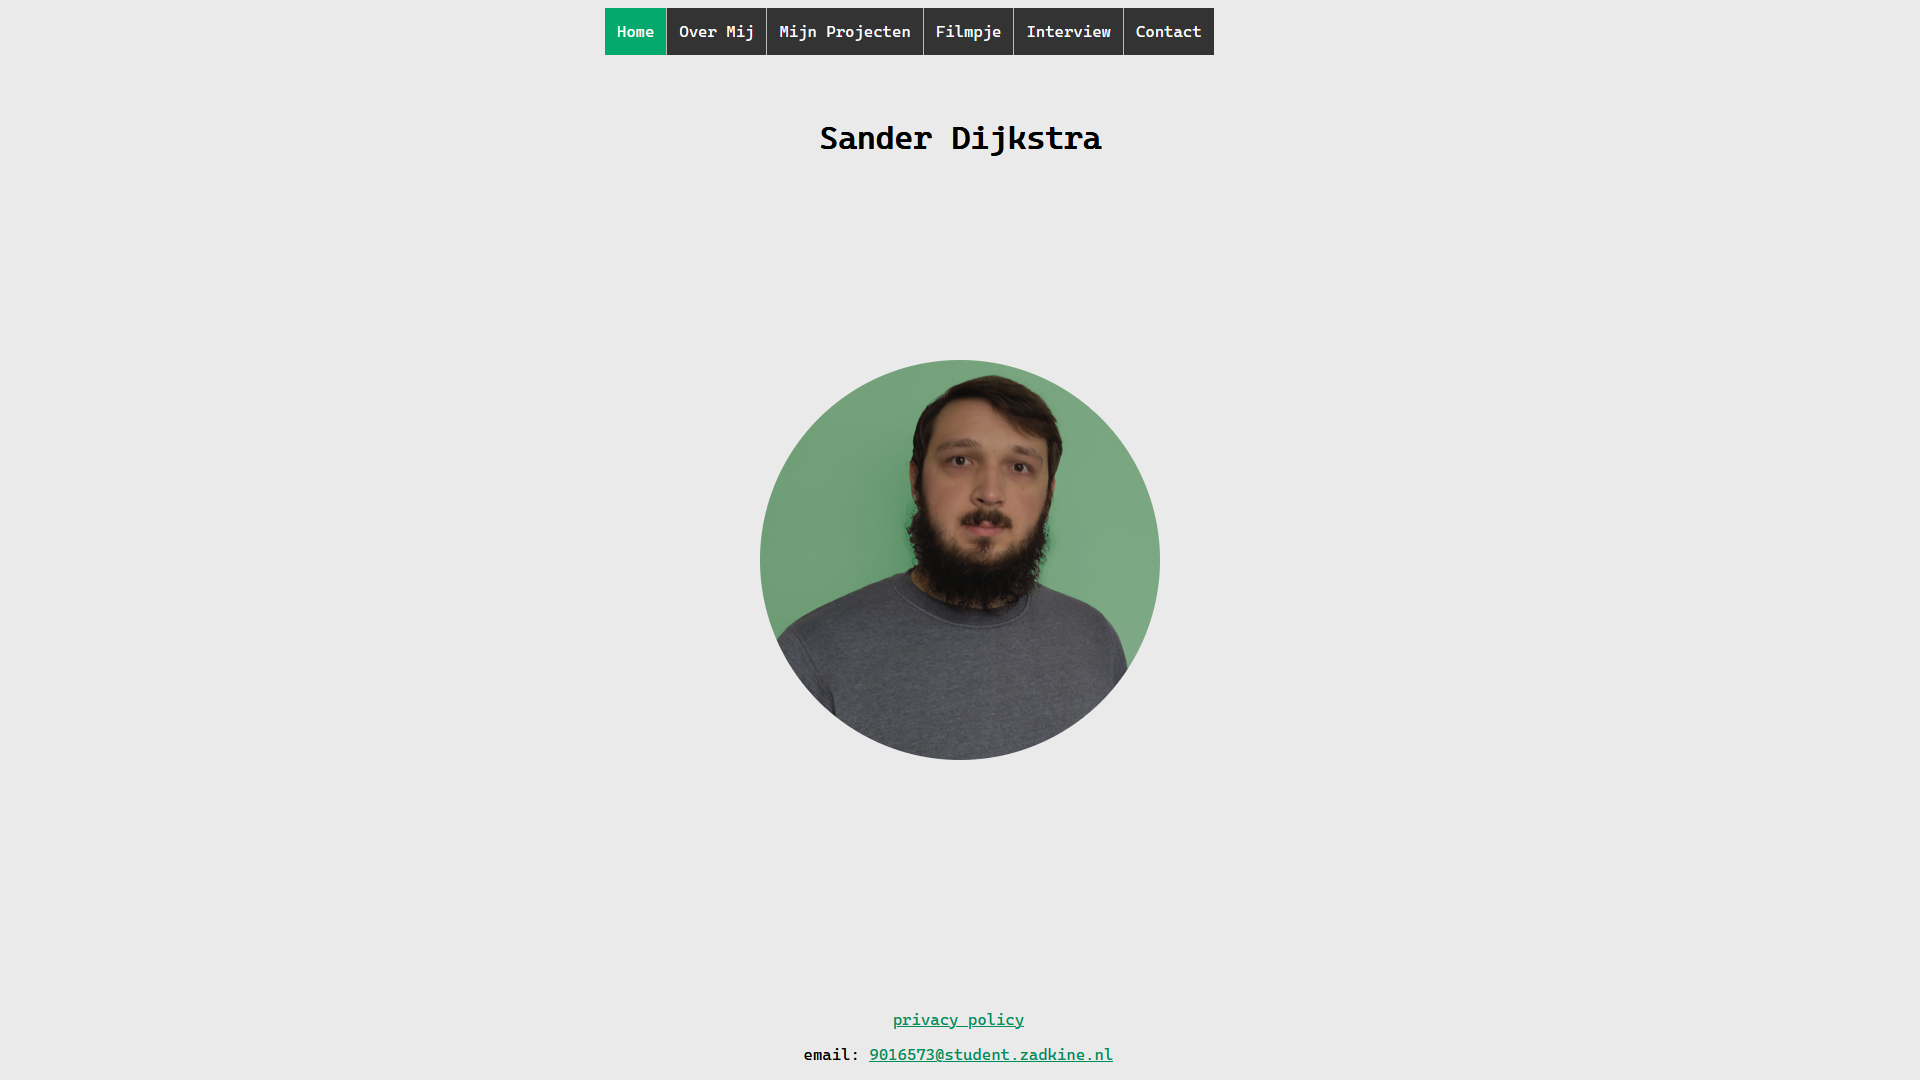 Home Over Mij Mijn Projecten Filmpje Interview Contact
Sander Dijkstra
privacy policy
email: 9016573@student.zadkine.nl